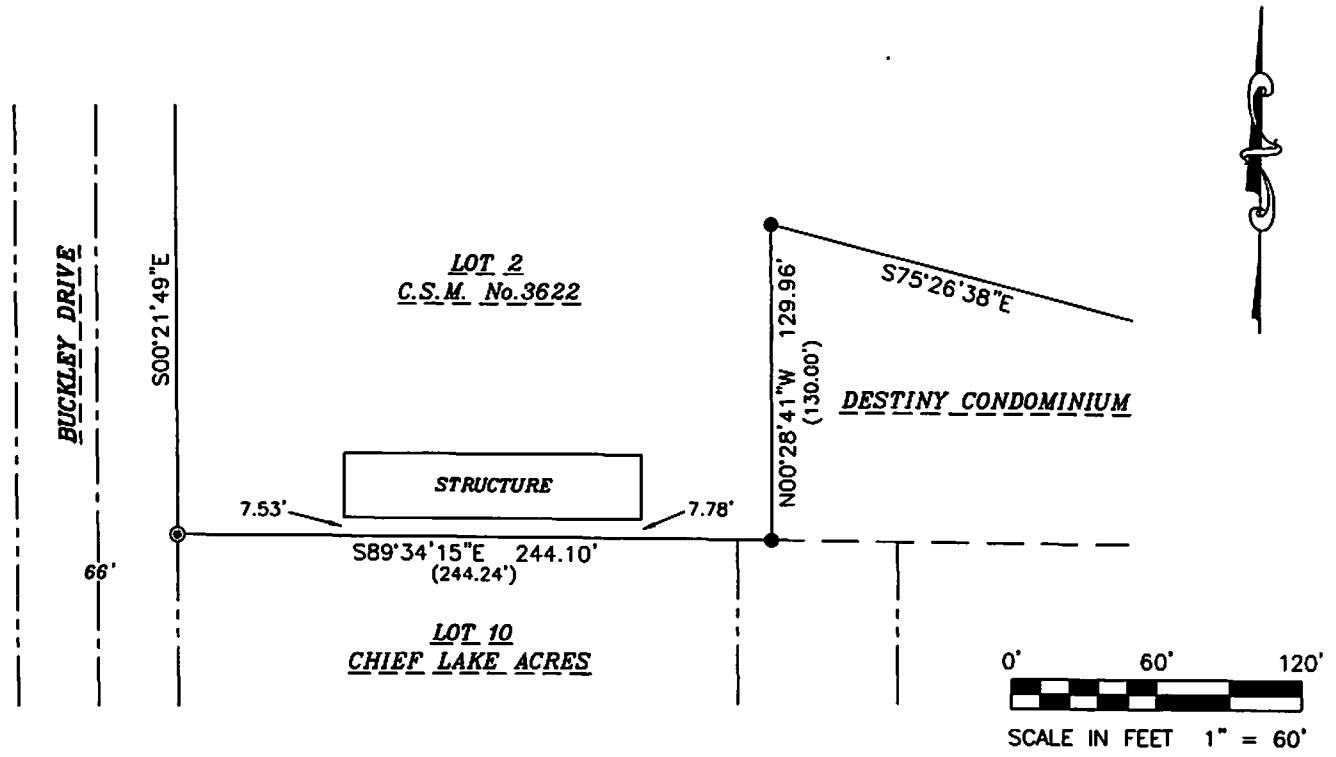 BUCKLEY DRIVE
S00°21'49"E
LOT 2
C.S.M. No.3622
S75°26'38"E
N00°28'41"W 129.96'
(130.00')
DESTINY CONDOMINIUM
STRUCTURE
7.53'
7.78'
S89°34'15"E 244.10'
(244.24')
66'
LOT 10
CHIEF LAKE ACRES
0' 60' 120'
SCALE IN FEET 1" = 60'